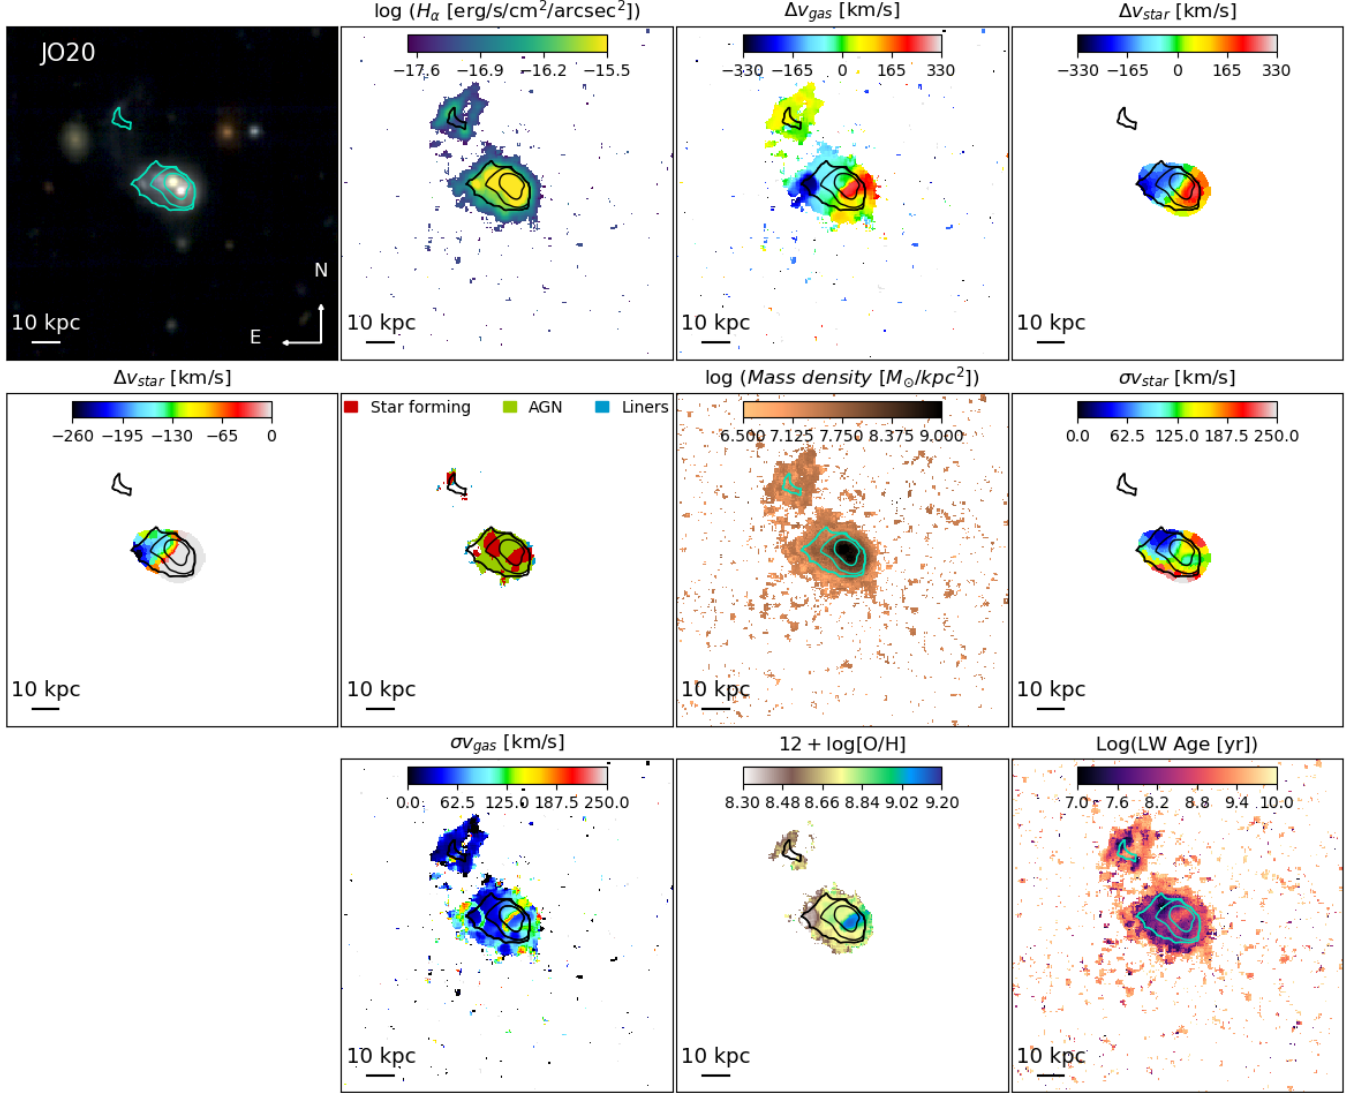 log (Hα [erg/s/cm²/arcsec²])
Δv_gas [km/s]
Δv_star [km/s]
JO20
−17.6 −16.9 −16.2 −15.5
−330 −165 0 165 330
−330 −165 0 165 330
N
E
10 kpc
10 kpc
10 kpc
10 kpc
Δv_star [km/s]
log (Mass density [M⊙/kpc²])
σv_star [km/s]
−260 −195 −130 −65 0
Star forming AGN Liners
6.500 7.125 7.750 8.375 9.000
0.0 62.5 125.0 187.5 250.0
10 kpc
10 kpc
10 kpc
10 kpc
σv_gas [km/s]
12 + log[O/H]
Log(LW Age [yr])
0.0 62.5 125.0 187.5 250.0
8.30 8.48 8.66 8.84 9.02 9.20
7.0 7.6 8.2 8.8 9.4 10.0
10 kpc
10 kpc
10 kpc